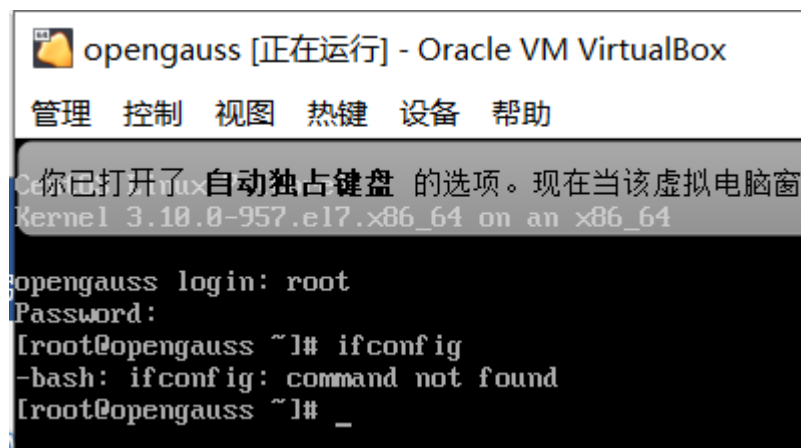 opengauss [正在运行] - Oracle VM VirtualBox
管理 控制 视图 热键 设备 帮助
你已打开了 自动独占键盘 的选项。现在当该虚拟电脑窗
Kernel 3.10.0-957.el7.x86_64 on an x86_64
opengauss login: root
Password:
[root@opengauss ~]# ifconfig
-bash: ifconfig: command not found
[root@opengauss ~]# _